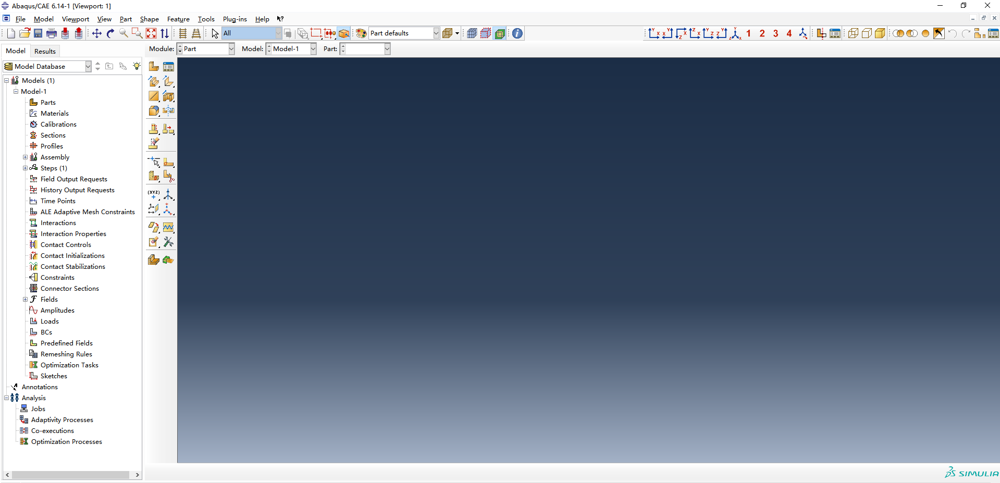 Abaqus/CAE 6.14-1 [Viewport: 1]
File Model Viewport View Part Shape Feature Tools Plug-ins Help
All Part defaults 1 2 3 4
Model Results
Module: Part Model: Model-1 Part:
Model Database
Models (1)
Model-1
Parts
Materials
Calibrations
Sections
Profiles
Assembly
Steps (1)
Field Output Requests
History Output Requests
Time Points
ALE Adaptive Mesh Constraints
Interactions
Interaction Properties
Contact Controls
Contact Initializations
Contact Stabilizations
Constraints
Connector Sections
Fields
Amplitudes
Loads
BCs
Predefined Fields
Remeshing Rules
Optimization Tasks
Sketches
Annotations
Analysis
Jobs
Adaptivity Processes
Co-executions
Optimization Processes
(XYZ)
SIMULIA